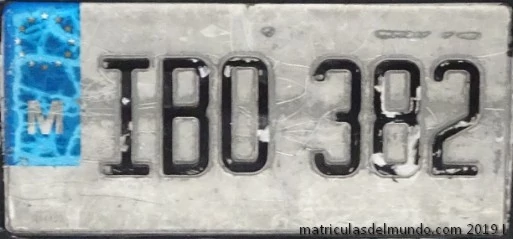 M
IBO 382
matriculasdelmundo.com 2019